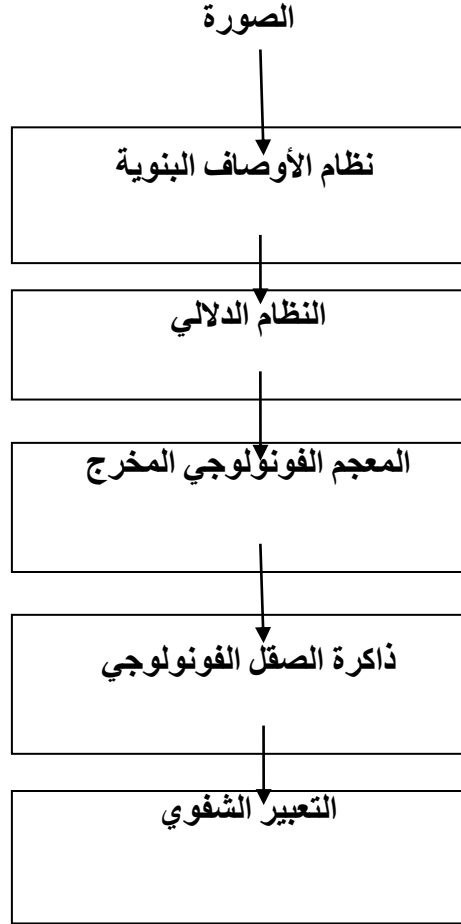 الصورة
نظام الأوصاف البنوية
النظام الدلالي
المعجم الفونولوجي المخرج
ذاكرة الصقل الفونولوجي
التعبير الشفوي